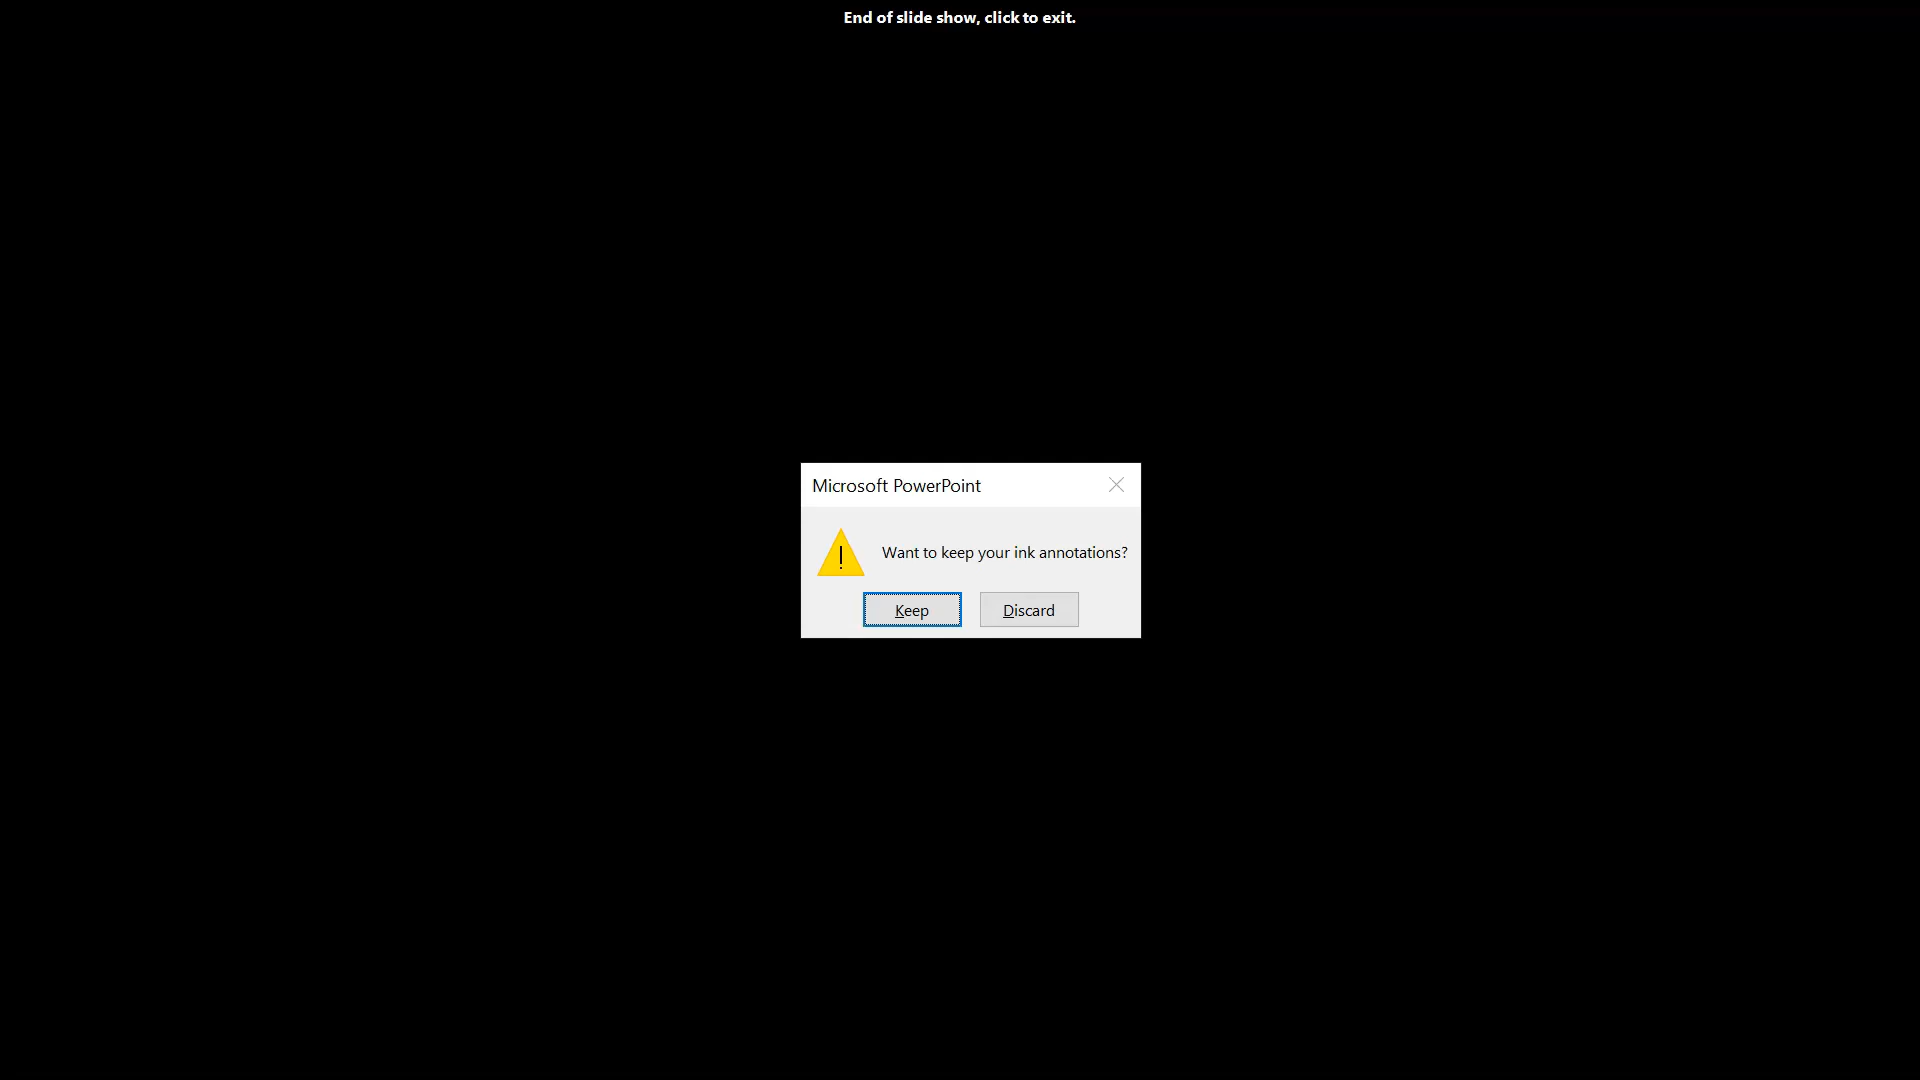 End of slide show, click to exit.
Microsoft PowerPoint
Want to keep your ink annotations?
Keep Discard